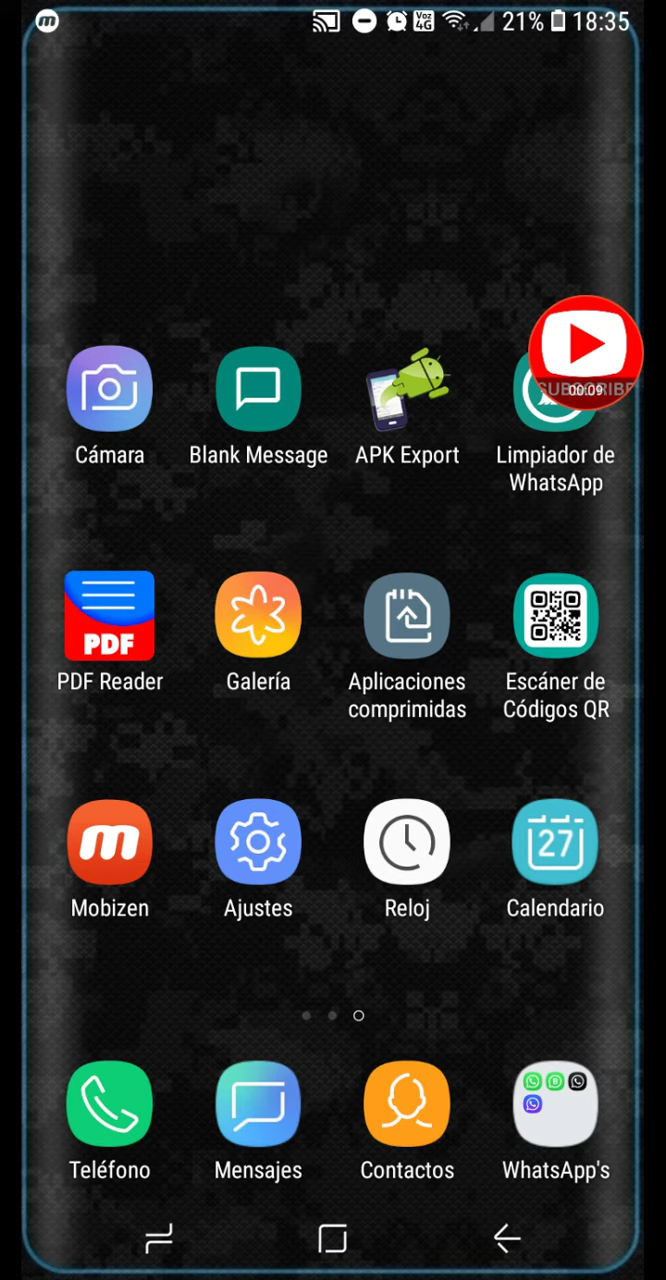 m
Voz
4G
21%
18:35
SUBSCRIBE
00:09
Cámara
Blank Message
APK Export
Limpiador de
WhatsApp
PDF
PDF Reader
Galería
Aplicaciones
comprimidas
Escáner de
Códigos QR
m
27
Mobizen
Ajustes
Reloj
Calendario
B
Teléfono
Mensajes
Contactos
WhatsApp's